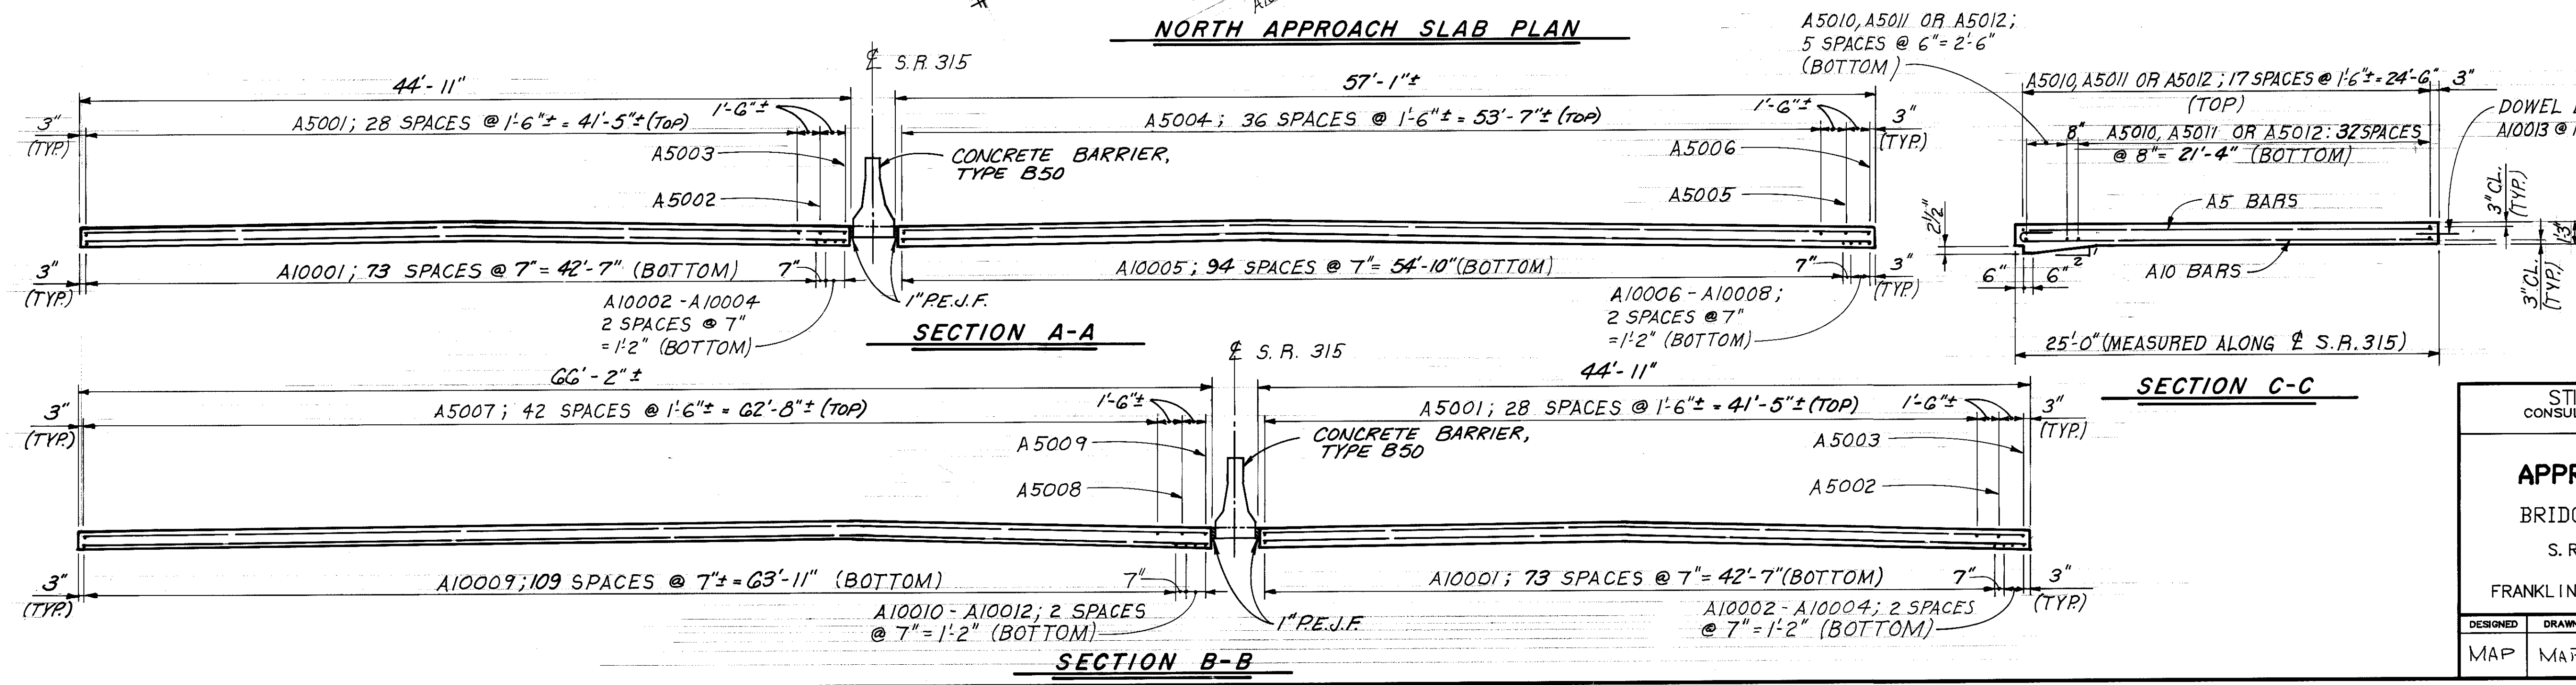 NORTH APPROACH SLAB PLAN
A5010, A5011 OR A5012;
5 SPACES @ 6" = 2'-6"
(BOTTOM)
℄ S.R. 315
44'-11"
57'-1"±
A5010, A5011 OR A5012; 17 SPACES @ 1'-6"± = 24'-6"
3"
(TOP)
3"
(TYP.)
A5001; 28 SPACES @ 1'-6"± = 41'-5"± (TOP)
1'-6"±
A5004; 36 SPACES @ 1'-6"± = 53'-7"± (TOP)
1'-6"±
3"
(TYP.)
DOWEL
A10013 @
8"
A5010, A5011 OR A5012: 32 SPACES
@ 8" = 21'-4" (BOTTOM)
A5003
A5002
CONCRETE BARRIER,
TYPE B50
A5006
A5005
A5 BARS
A10 BARS
2½"
6"
6"
2
1
3" CL.
(TYP.)
1'-3"
3" CL.
(TYP.)
3"
(TYP.)
A10001; 73 SPACES @ 7" = 42'-7" (BOTTOM)
7"
A10005; 94 SPACES @ 7" = 54'-10" (BOTTOM)
7"
3"
(TYP.)
A10002 - A10004
2 SPACES @ 7"
= 1'-2" (BOTTOM)
1" P.E.J.F.
A10006 - A10008;
2 SPACES @ 7"
= 1'-2" (BOTTOM)
SECTION A-A
25'-0" (MEASURED ALONG ℄ S.R. 315)
SECTION C-C
℄ S.R. 315
66'-2"±
44'-11"
3"
(TYP.)
A5007; 42 SPACES @ 1'-6"± = 62'-8"± (TOP)
1'-6"±
A5001; 28 SPACES @ 1'-6"± = 41'-5"± (TOP)
1'-6"±
3"
(TYP.)
A5009
A5008
CONCRETE BARRIER,
TYPE B50
A5003
A5002
3"
(TYP.)
A10009; 109 SPACES @ 7"± = 63'-11" (BOTTOM)
7"
A10001; 73 SPACES @ 7" = 42'-7" (BOTTOM)
7"
3"
(TYP.)
A10010 - A10012; 2 SPACES
@ 7" = 1'-2" (BOTTOM)
1" P.E.J.F.
A10002 - A10004; 2 SPACES
@ 7" = 1'-2" (BOTTOM)
SECTION B-B
DESIGNED
MAP